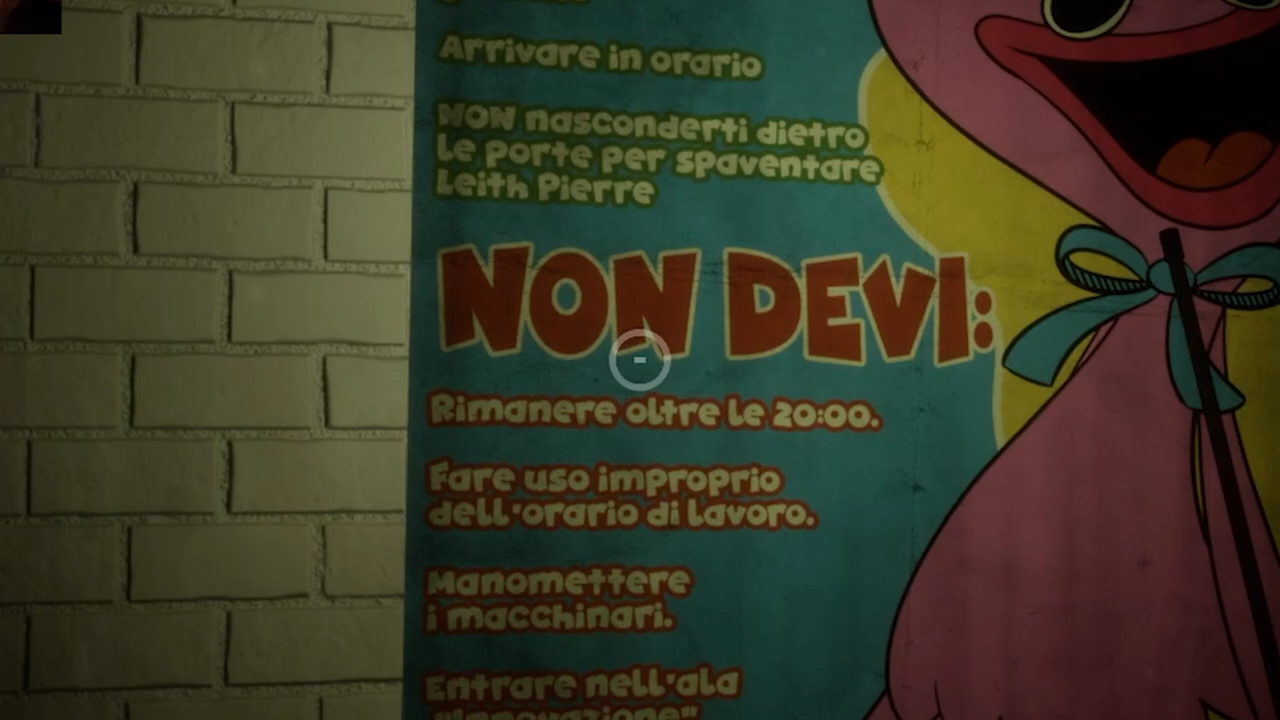 Arrivare in orario
NON nasconderti dietro
le porte per spaventare
Leith Pierre
NON DEVI:
Rimanere oltre le 20:00.
Fare uso improprio
dell'orario di lavoro.
Manomettere
i macchinari.
Entrare nell'ala
"Innovazione"